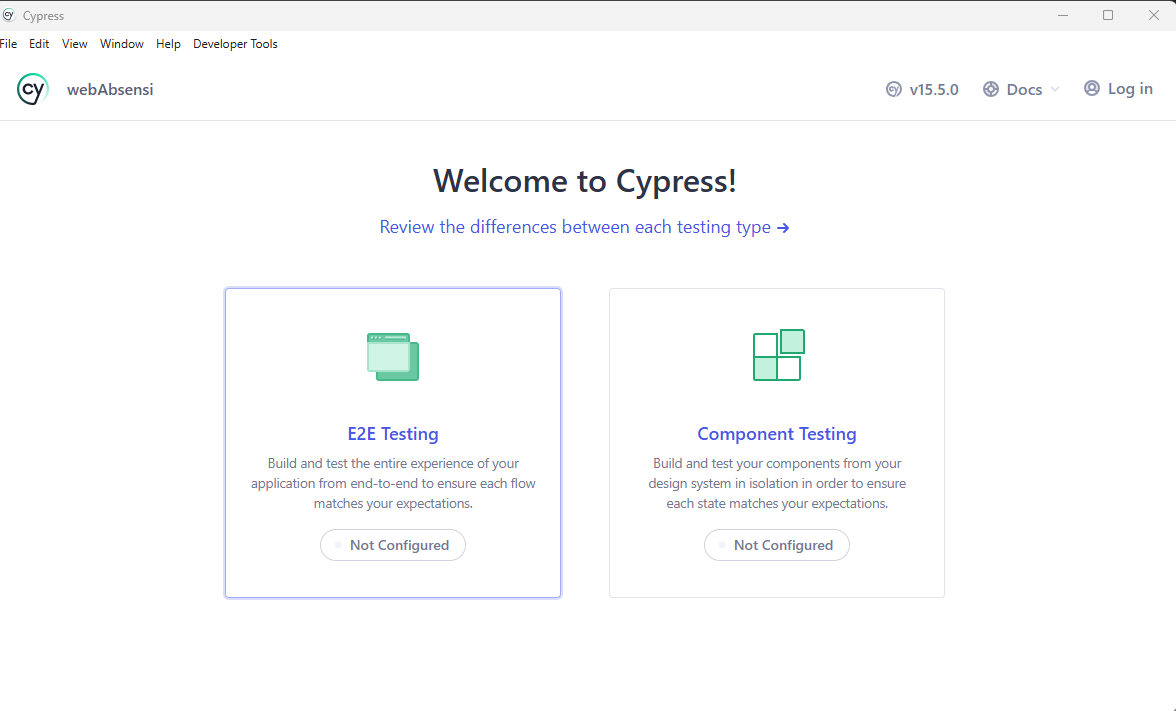 Cypress
File Edit View Window Help Developer Tools
cy webAbsensi
cy v15.5.0 Docs Log in
Welcome to Cypress!
Review the differences between each testing type →
E2E Testing
Build and test the entire experience of your
application from end-to-end to ensure each flow
matches your expectations.
Not Configured
Component Testing
Build and test your components from your
design system in isolation in order to ensure
each state matches your expectations.
Not Configured